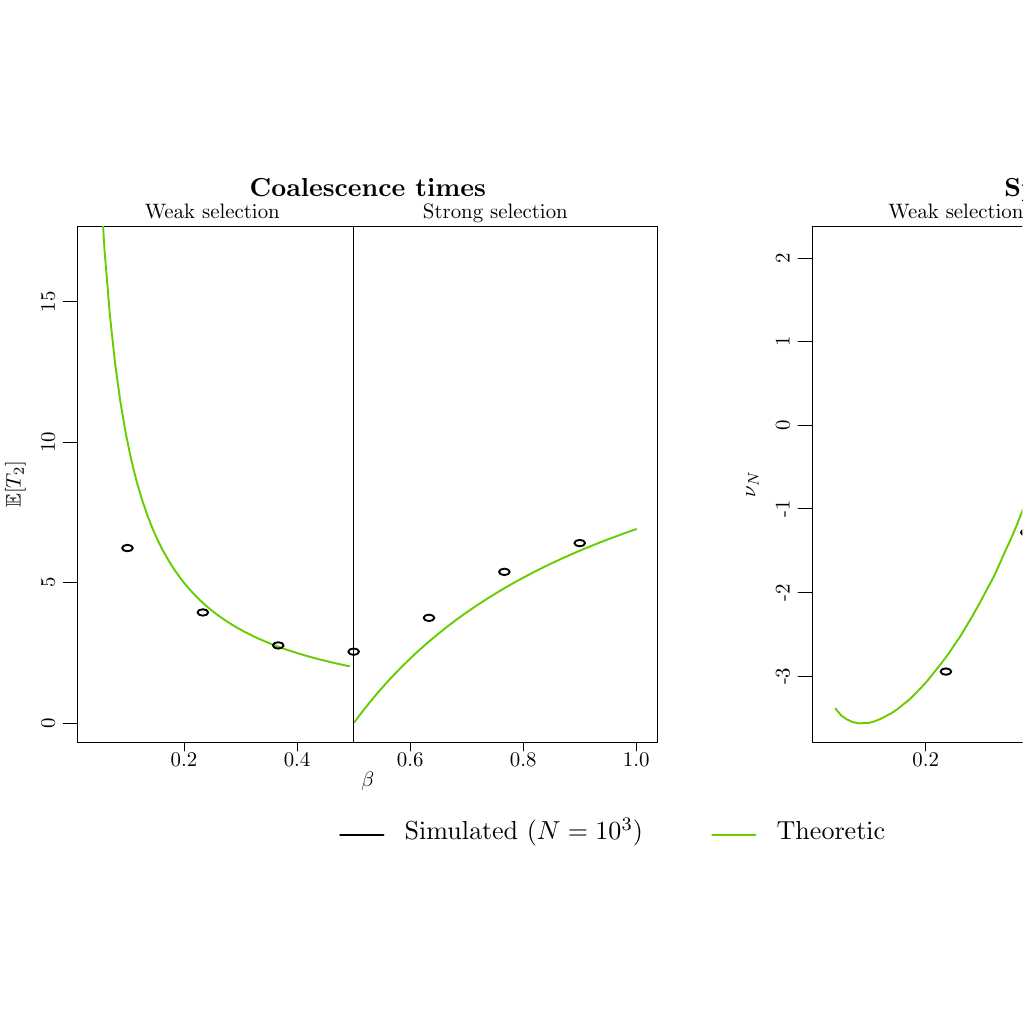 Coalescence times
Weak selection
Strong selection
15
10
5
0
𝔼[T₂]
0.2
0.4
0.6
0.8
1.0
β
Weak selection
2
1
0
-1
-2
-3
ν_N
0.2
Simulated (N = 10³)
Theoretic